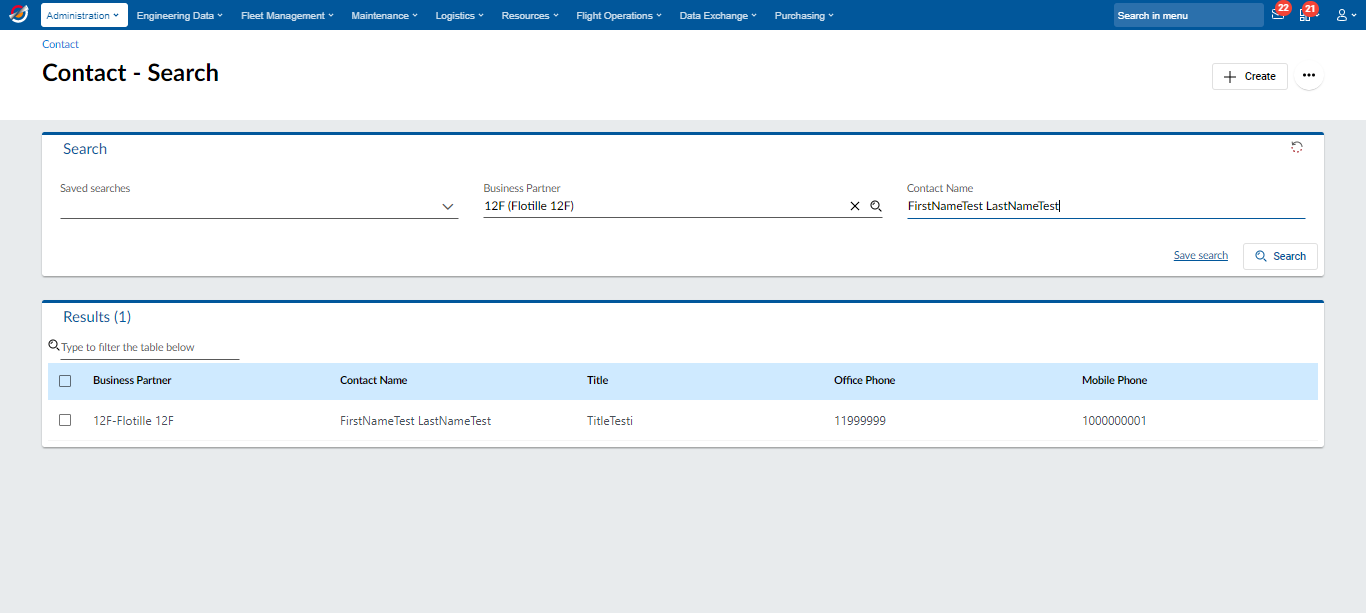 Administration Engineering Data Fleet Management Maintenance Logistics Resources Flight Operations Data Exchange Purchasing Search in menu 22 21
Contact
Contact - Search
Create
Search
Saved searches Business Partner Contact Name
12F (Flotille 12F) FirstNameTest LastNameTest
Save search Search
Results (1)
Type to filter the table below
Business Partner Contact Name Title Office Phone Mobile Phone
12F-Flotille 12F FirstNameTest LastNameTest TitleTesti 11999999 1000000001